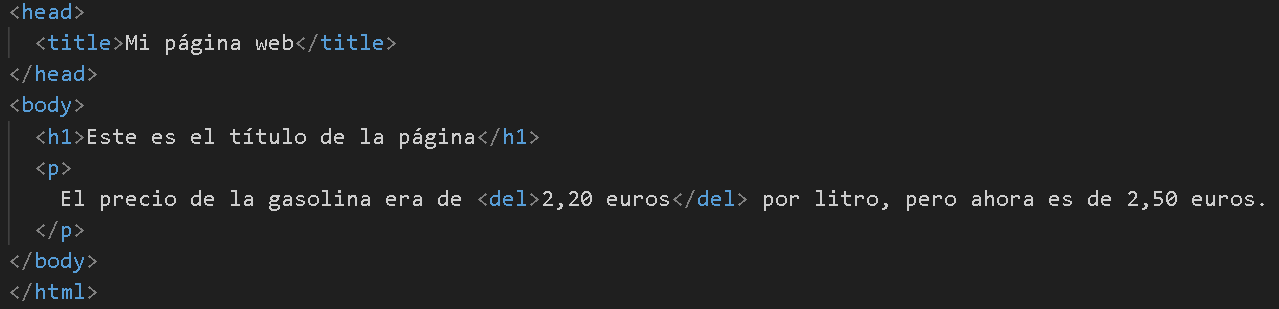 <head>
<title>Mi página web</title>
</head>
<body>
<h1>Este es el título de la página</h1>
<p>
El precio de la gasolina era de <del>2,20 euros</del> por litro, pero ahora es de 2,50 euros.
</p>
</body>
</html>